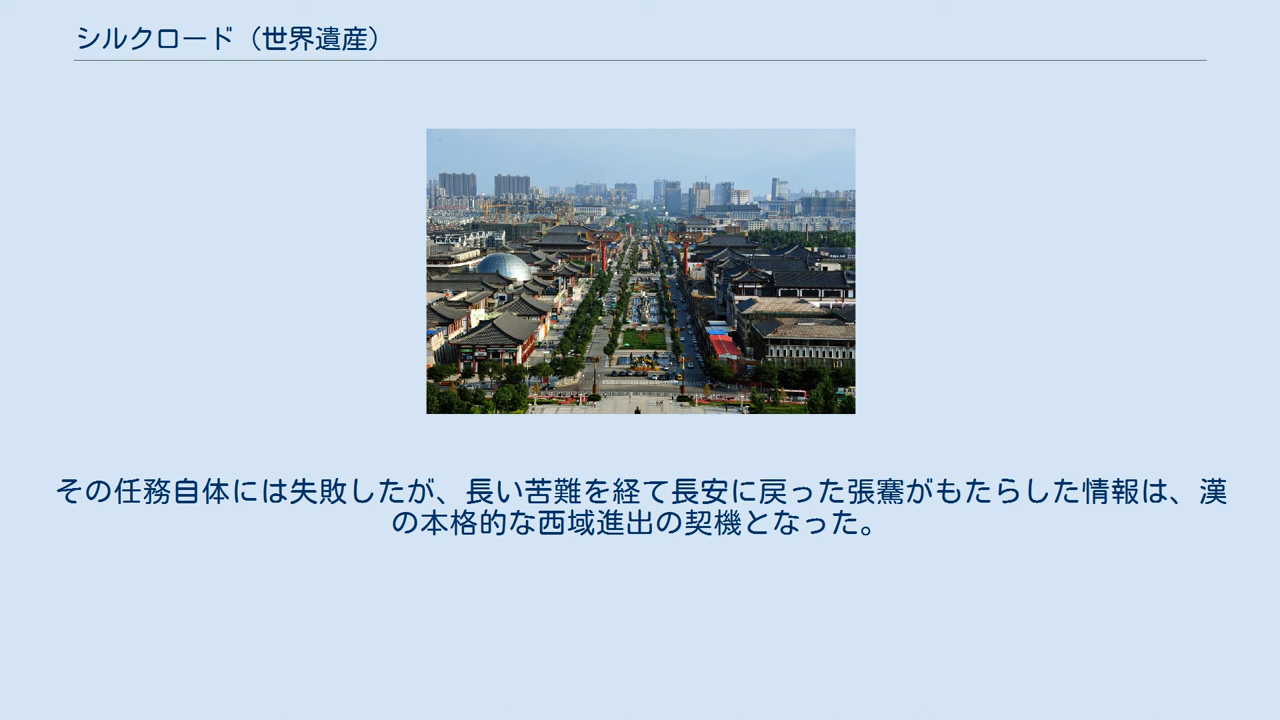 シルクロード（世界遺産）
その任務自体には失敗したが、長い苦難を経て長安に戻った張騫がもたらした情報は、漢
の本格的な西域進出の契機となった。